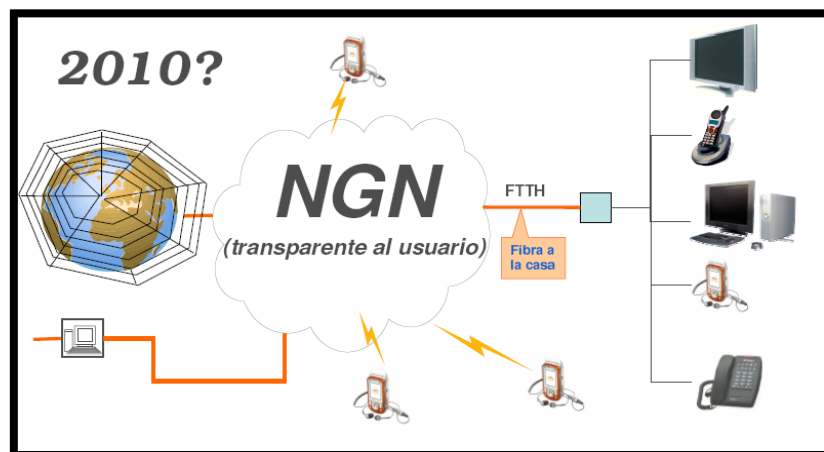 2010?
NGN
(transparente al usuario)
FTTH
Fibra a
la casa